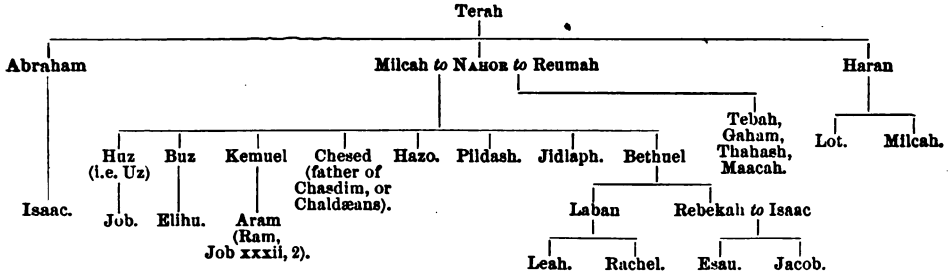 Terah
Abraham Milcah to NAHOR to Reumah Haran
Tebah,
Gaham,
Thahash,
Maacah.
Lot. Milcah.
Huz Buz Kemuel Chesed Hazo. Pildash. Jidlaph. Bethuel
(i.e. Uz) (father of
Chasdim, or
Chaldæans).
Isaac. Job. Elihu. Aram Laban Rebekah to Isaac
(Ram,
Job xxxii, 2).
Leah. Rachel. Esau. Jacob.